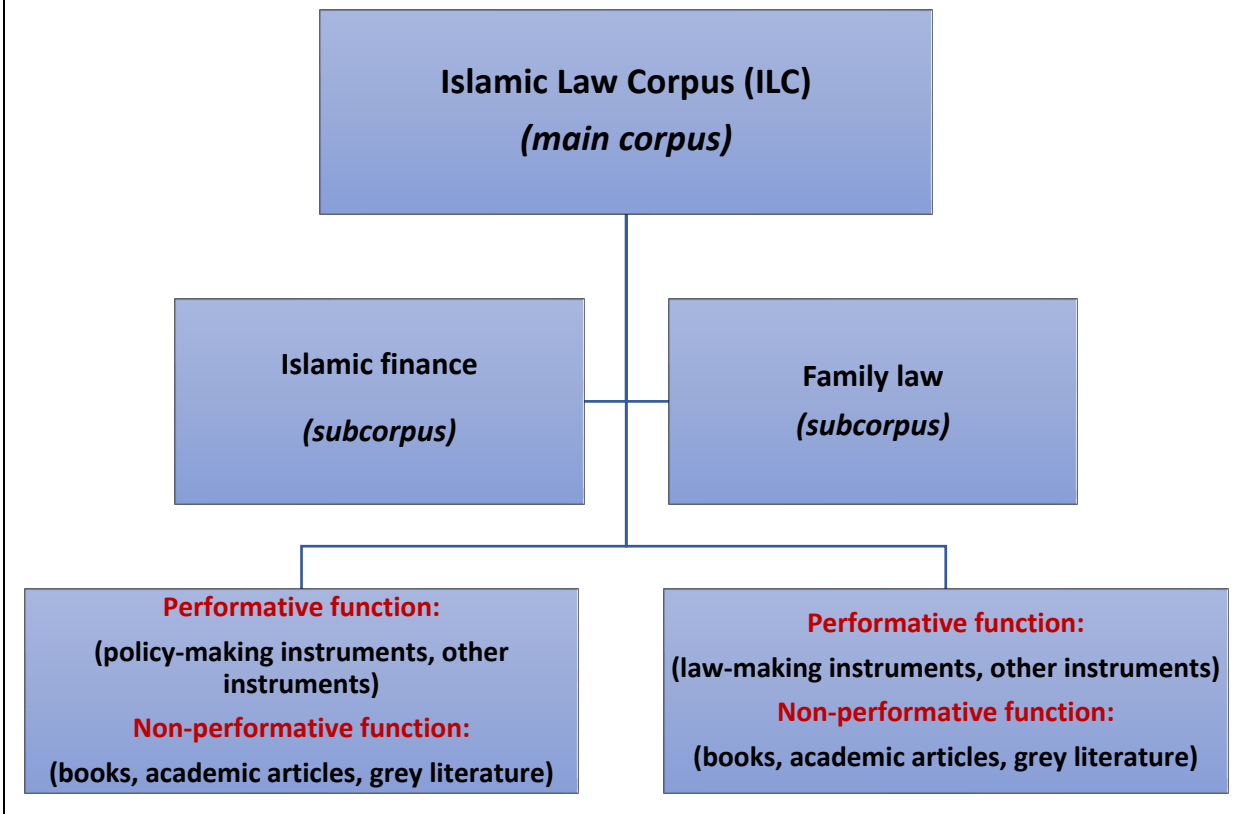 Islamic Law Corpus (ILC)
(main corpus)
Islamic finance
(subcorpus)
Family law
(subcorpus)
Performative function:
(policy-making instruments, other
instruments)
Non-performative function:
(books, academic articles, grey literature)
Performative function:
(law-making instruments, other instruments)
Non-performative function:
(books, academic articles, grey literature)